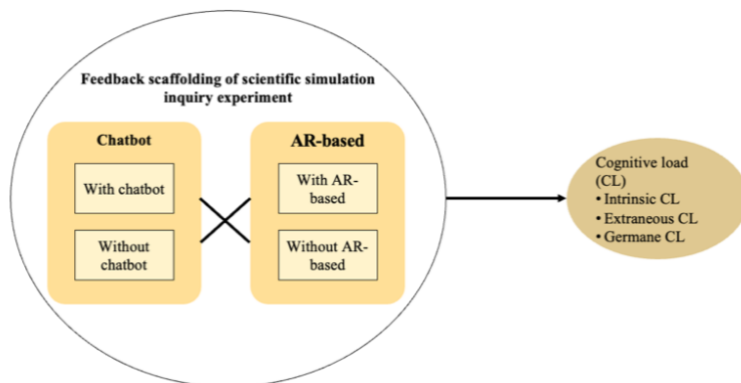 Feedback scaffolding of scientific simulation
inquiry experiment
Chatbot
With chatbot
Without
chatbot
AR-based
With AR-
based
Without AR-
based
Cognitive load
(CL)
• Intrinsic CL
• Extraneous CL
• Germane CL